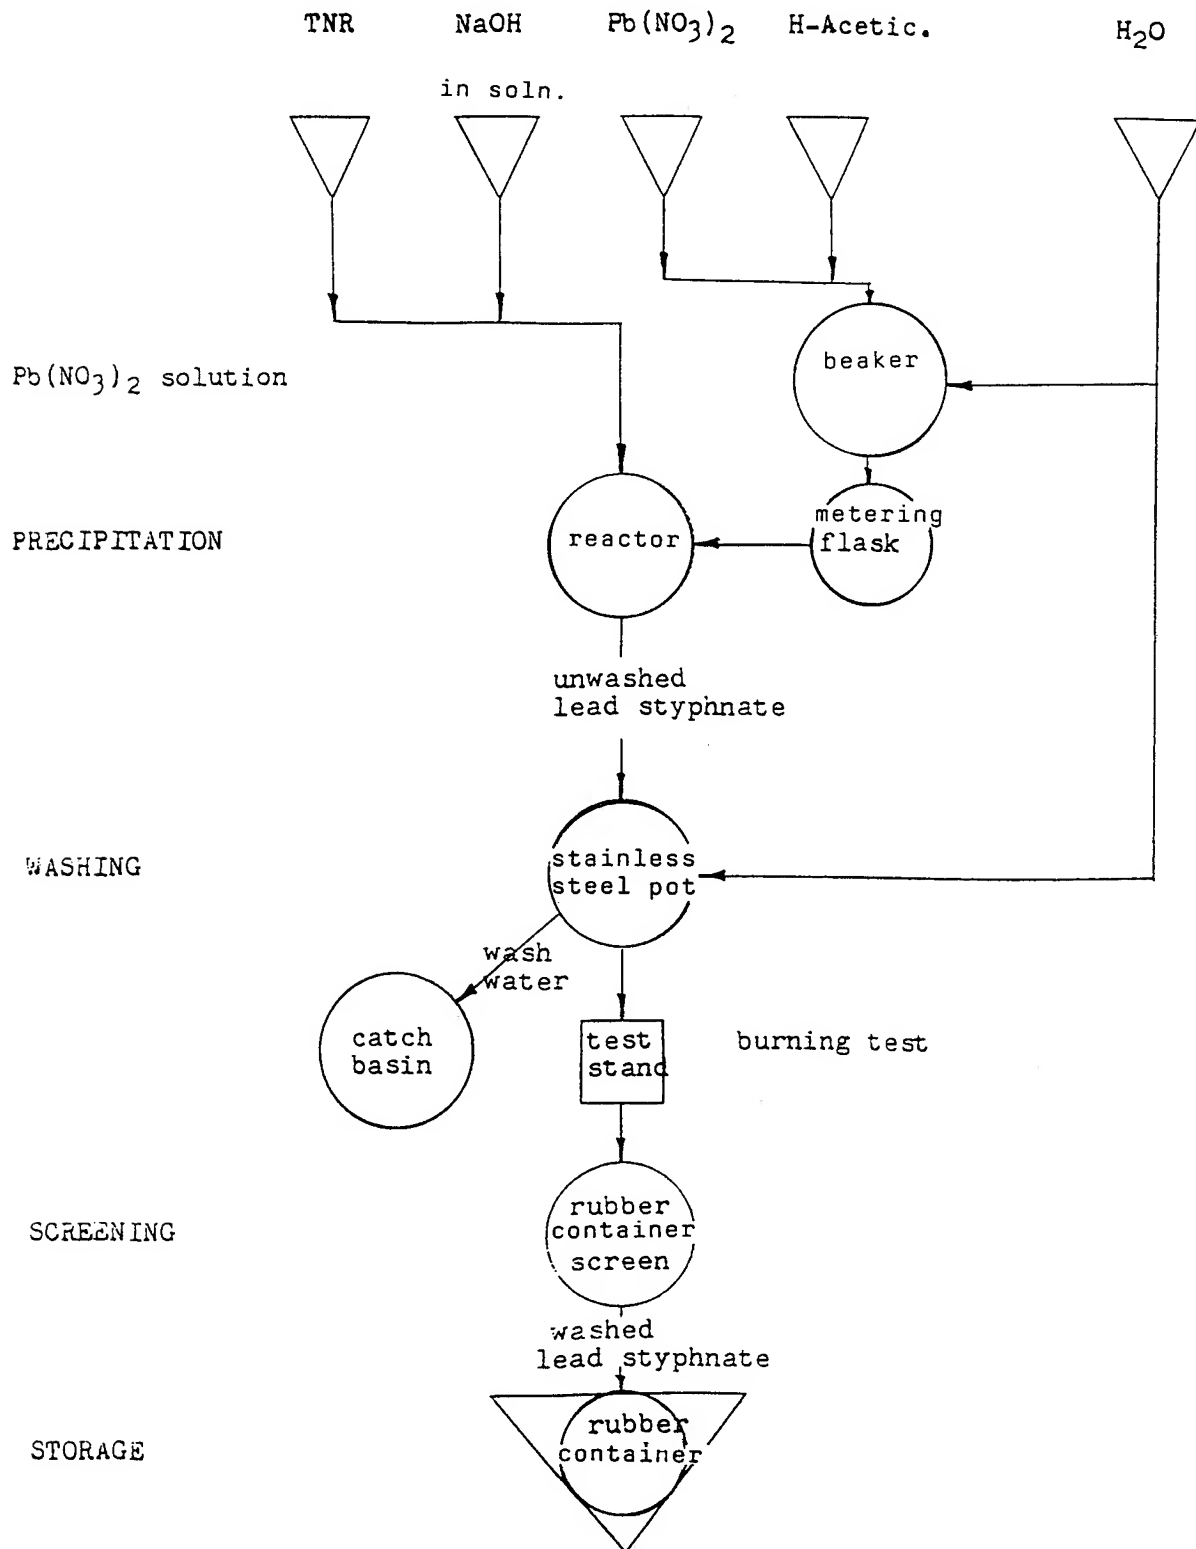 TNR NaOH Pb(NO3)2 H-Acetic. H2O
in soln.
beaker
Pb(NO3)2 solution
metering
flask
PRECIPITATION
reactor
unwashed
lead styphnate
WASHING
stainless
steel pot
wash
water
catch
basin
test
stand
burning test
SCREENING
rubber
container
screen
washed
lead styphnate
STORAGE
rubber
container